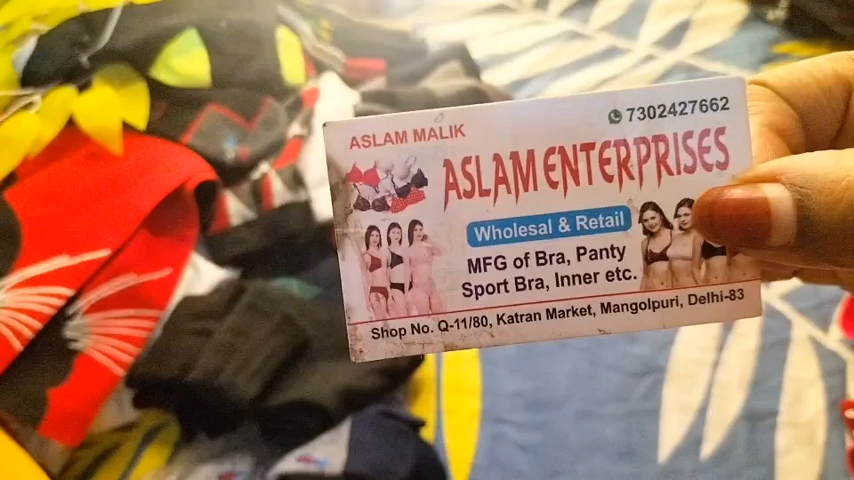 ASLAM MALIK
7302427662
ASLAM ENTERPRISES
Wholesal & Retail
MFG of Bra, Panty
Sport Bra, Inner etc.
Shop No. Q-11/80, Katran Market, Mangolpuri, Delhi-83